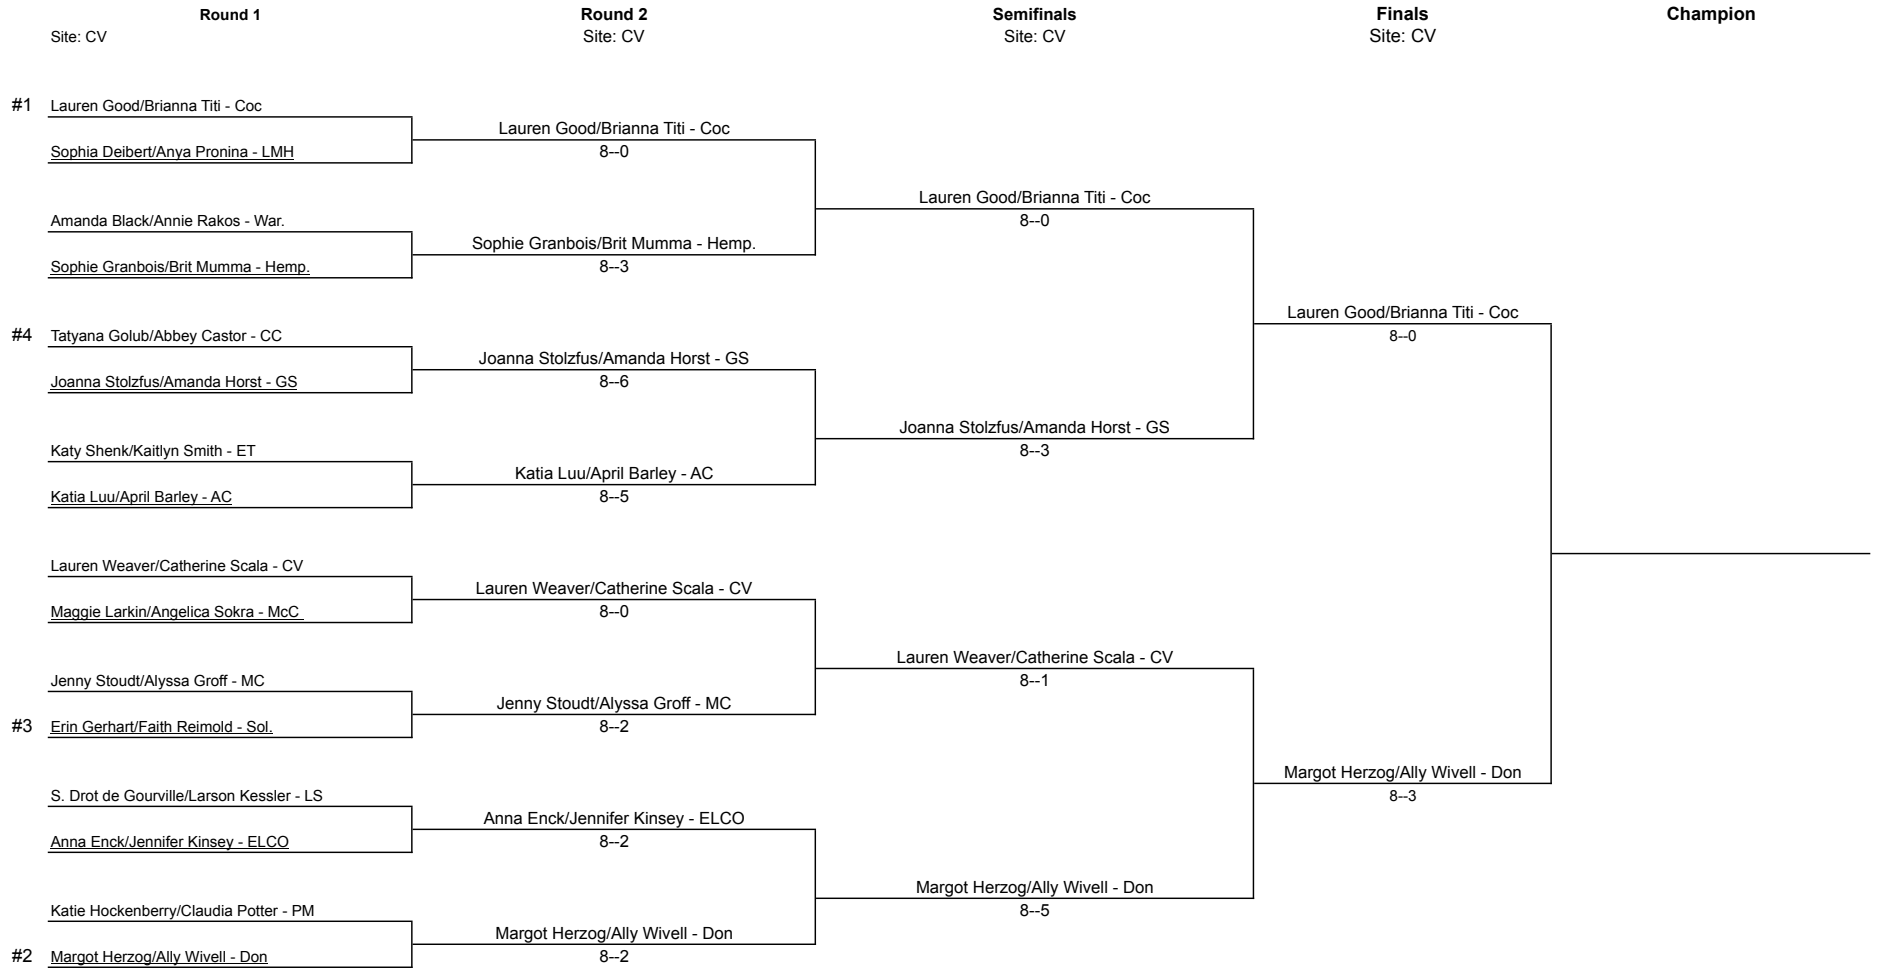 Round 1 Round 2 Semifinals Finals Champion
Site: CV Site: CV Site: CV Site: CV
#1 Lauren Good/Brianna Titi - Coc
Lauren Good/Brianna Titi - Coc
Sophia Deibert/Anya Pronina - LMH 8--0
Lauren Good/Brianna Titi - Coc
Amanda Black/Annie Rakos - War. 8--0
Sophie Granbois/Brit Mumma - Hemp.
Sophie Granbois/Brit Mumma - Hemp. 8--3
Lauren Good/Brianna Titi - Coc
#4 Tatyana Golub/Abbey Castor - CC 8--0
Joanna Stolzfus/Amanda Horst - GS
Joanna Stolzfus/Amanda Horst - GS 8--6
Joanna Stolzfus/Amanda Horst - GS
Katy Shenk/Kaitlyn Smith - ET 8--3
Katia Luu/April Barley - AC
Katia Luu/April Barley - AC 8--5
Lauren Weaver/Catherine Scala - CV
Lauren Weaver/Catherine Scala - CV
Maggie Larkin/Angelica Sokra - McC 8--0
Lauren Weaver/Catherine Scala - CV
Jenny Stoudt/Alyssa Groff - MC 8--1
Jenny Stoudt/Alyssa Groff - MC
#3 Erin Gerhart/Faith Reimold - Sol. 8--2
Margot Herzog/Ally Wivell - Don
S. Drot de Gourville/Larson Kessler - LS 8--3
Anna Enck/Jennifer Kinsey - ELCO
Anna Enck/Jennifer Kinsey - ELCO 8--2
Margot Herzog/Ally Wivell - Don
Katie Hockenberry/Claudia Potter - PM 8--5
Margot Herzog/Ally Wivell - Don
#2 Margot Herzog/Ally Wivell - Don 8--2